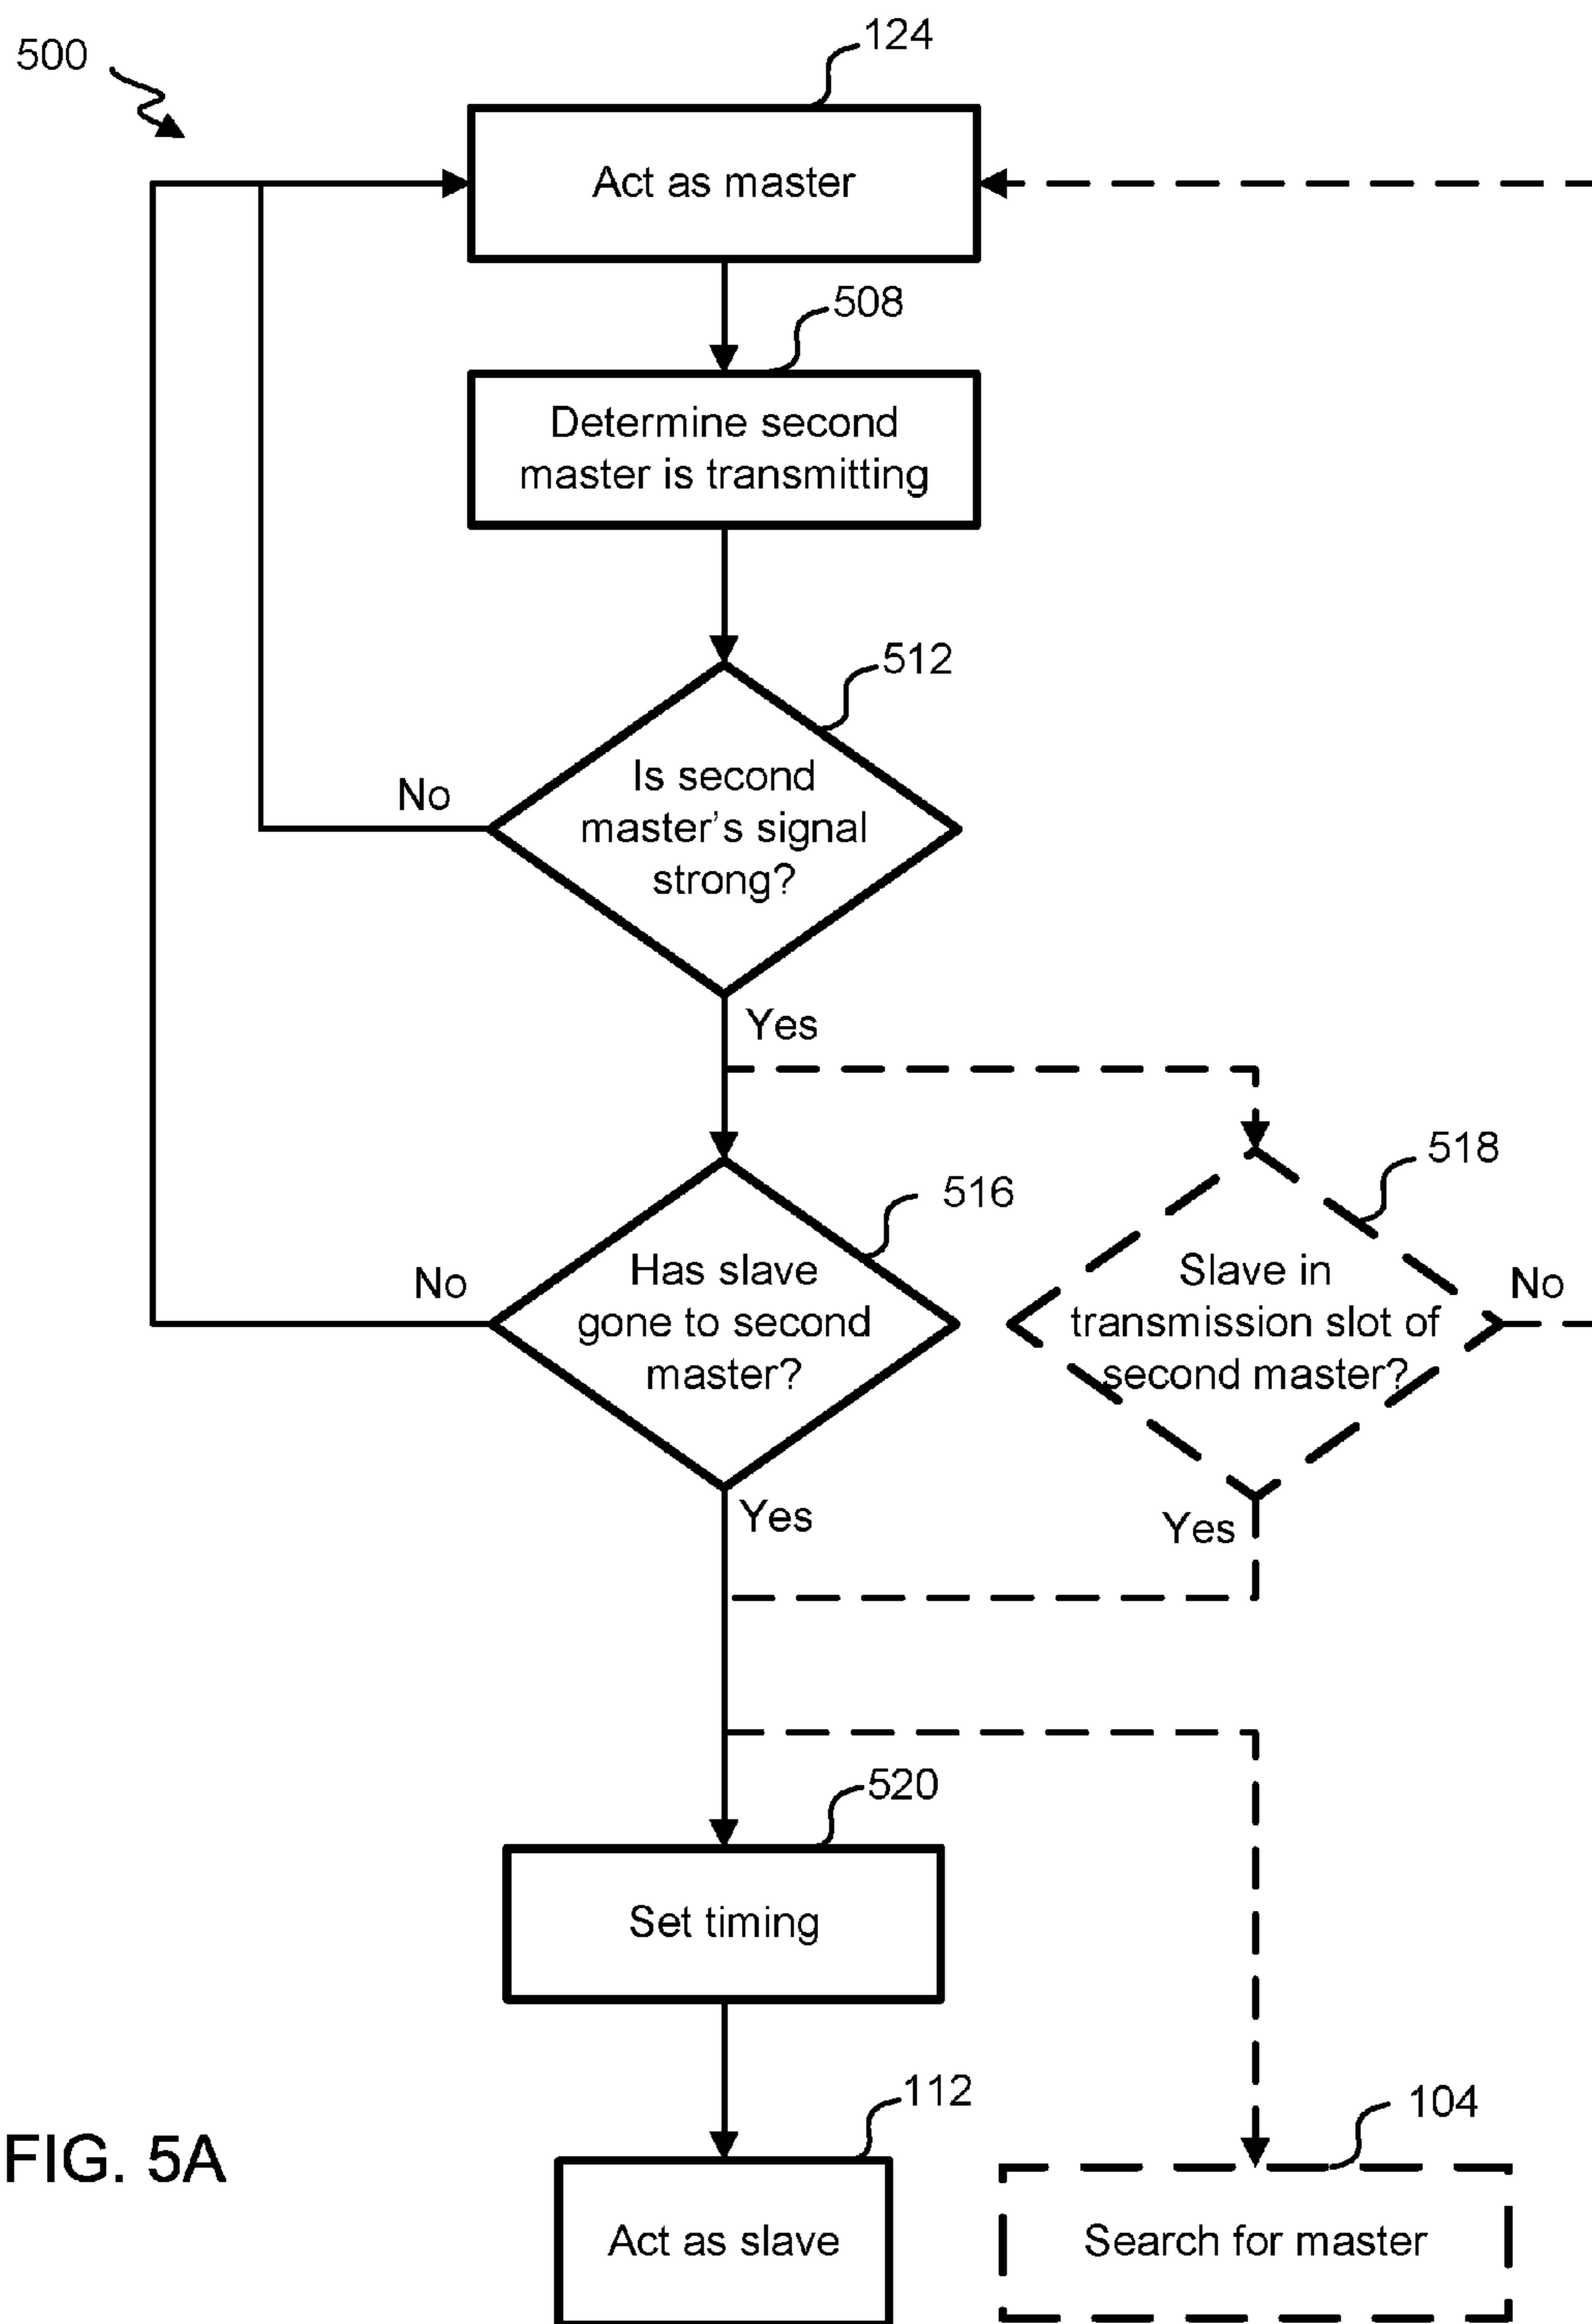 500
124
Act as master
508
Determine second
master is transmitting
512
Is second
master's signal
strong?
No
Yes
516
518
Has slave
gone to second
master?
No
Slave in
transmission slot of
second master?
No
Yes
Yes
520
Set timing
112
104
Act as slave
Search for master
FIG. 5A